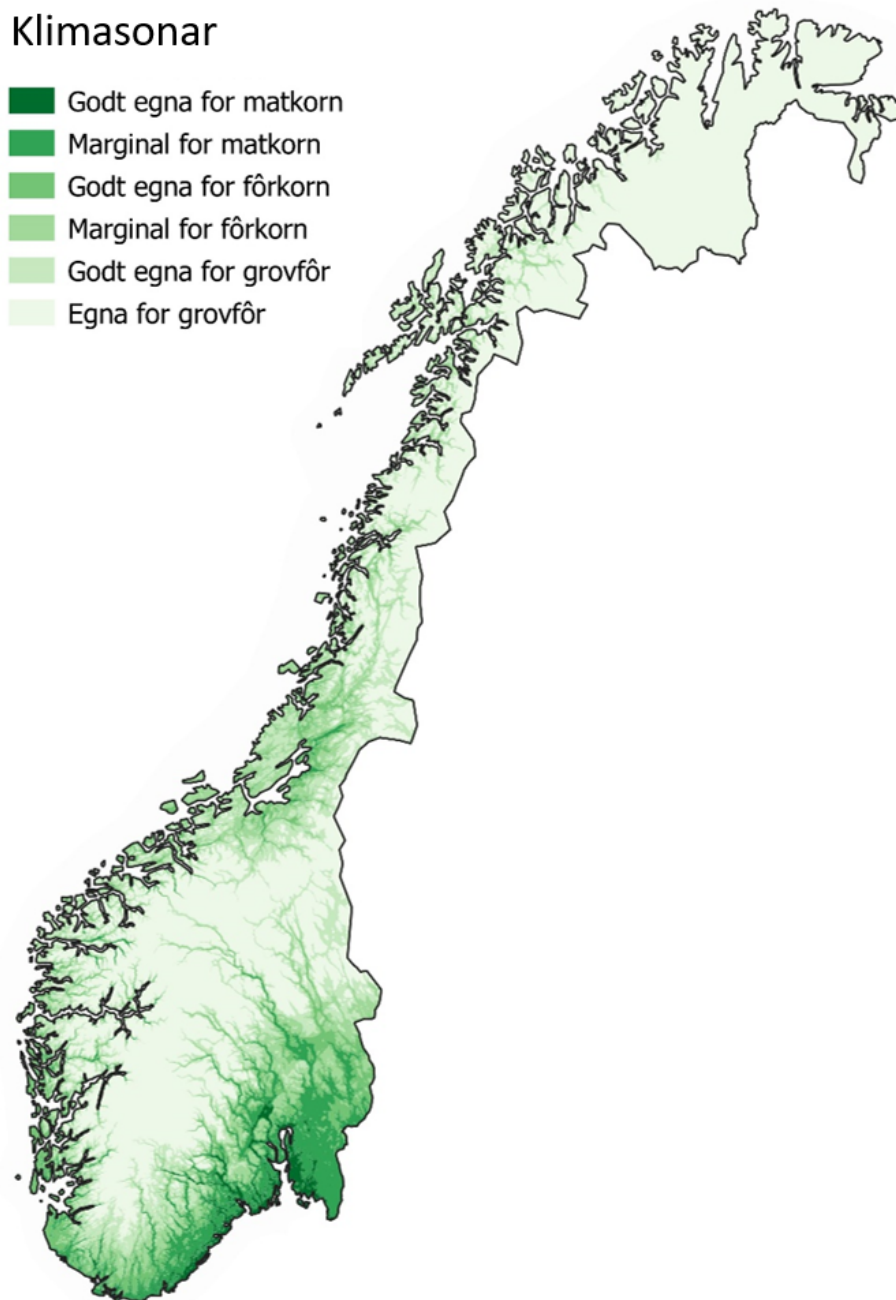 Klimasonar
Godt egna for matkorn
Marginal for matkorn
Godt egna for fôrkorn
Marginal for fôrkorn
Godt egna for grovfôr
Egna for grovfôr